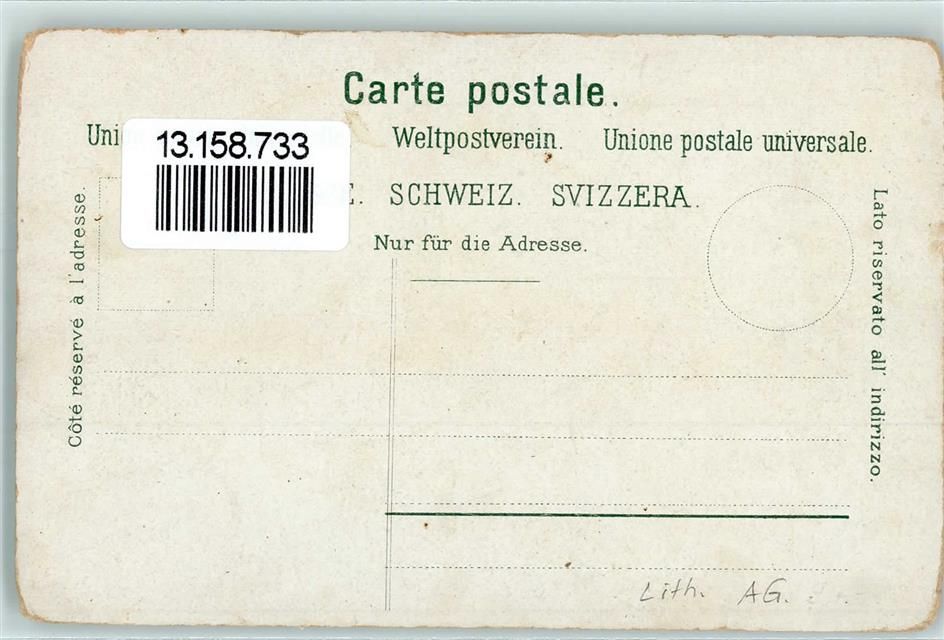 Carte postale.
Weltpostverein. Unione postale universale.
13.158.733
SCHWEIZ. SVIZZERA.
Nur für die Adresse.
Côté réservé à l'adresse.
Lato riservato all' indirizzo.
Lith. AG.